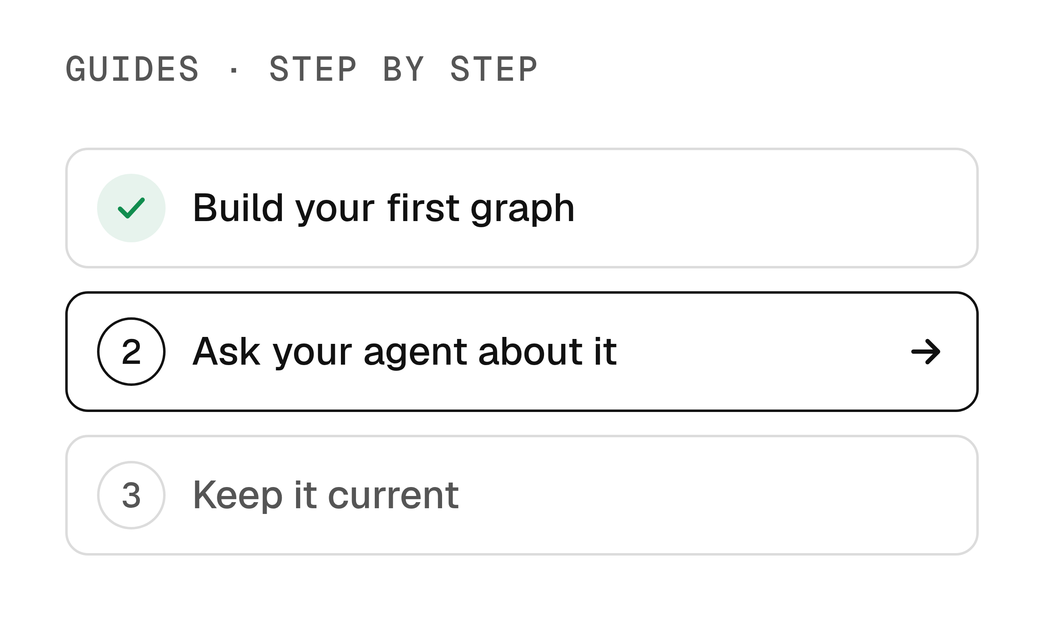 GUIDES · STEP BY STEP
Build your first graph
2 Ask your agent about it
3 Keep it current